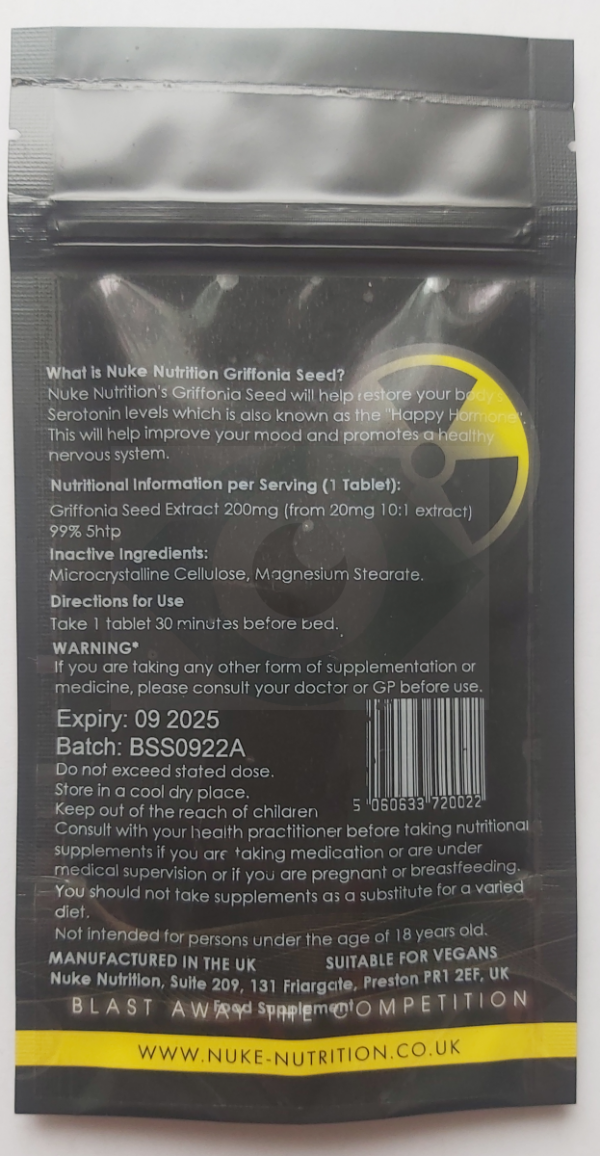 What is Nuke Nutrition Griffonia Seed?
Nuke Nutrition's Griffonia Seed will help restore your body's
Serotonin levels which is also known as the "Happy Hormone".
This will help improve your mood and promotes a healthy
nervous system.
Nutritional Information per Serving (1 Tablet):
Griffonia Seed Extract 200mg (from 20mg 10:1 extract)
99% 5htp
Inactive Ingredients:
Microcrystalline Cellulose, Magnesium Stearate.
Directions for Use
Take 1 tablet 30 minutes before bed.
WARNING*
If you are taking any other form of supplementation or
medicine, please consult your doctor or GP before use.
Expiry: 09 2025
Batch: BSS0922A
Do not exceed stated dose.
Store in a cool dry place.
Keep out of the reach of children
5 060633 720022
Consult with your health practitioner before taking nutritional
supplements if you are taking medication or are under
medical supervision or if you are pregnant or breastfeeding.
You should not take supplements as a substitute for a varied
diet.
Not intended for persons under the age of 18 years old.
MANUFACTURED IN THE UK SUITABLE FOR VEGANS
Nuke Nutrition, Suite 209, 131 Friargate, Preston PR1 2EF, UK
Food Supplement
BLAST AWAY THE COMPETITION
WWW.NUKE-NUTRITION.CO.UK